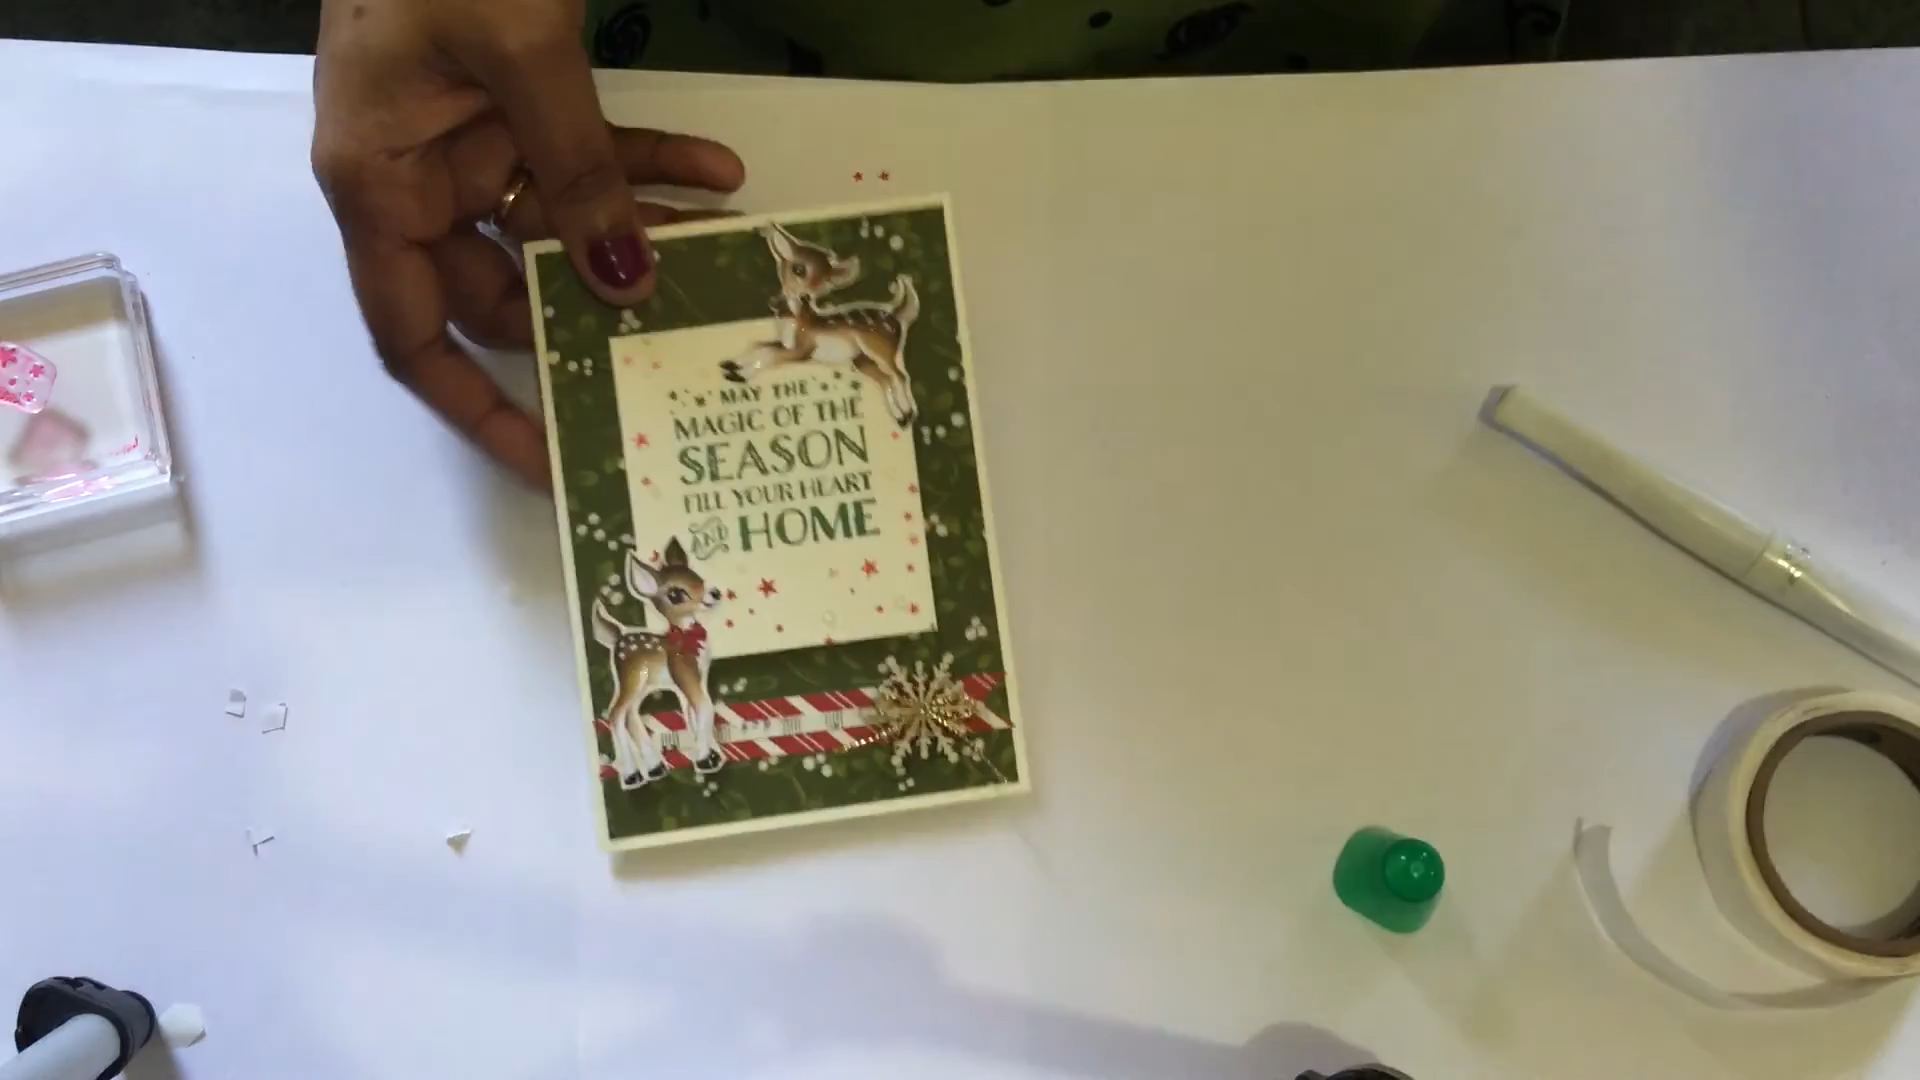 MAY THE
MAGIC OF THE
SEASON
FILL YOUR HEART
AND HOME